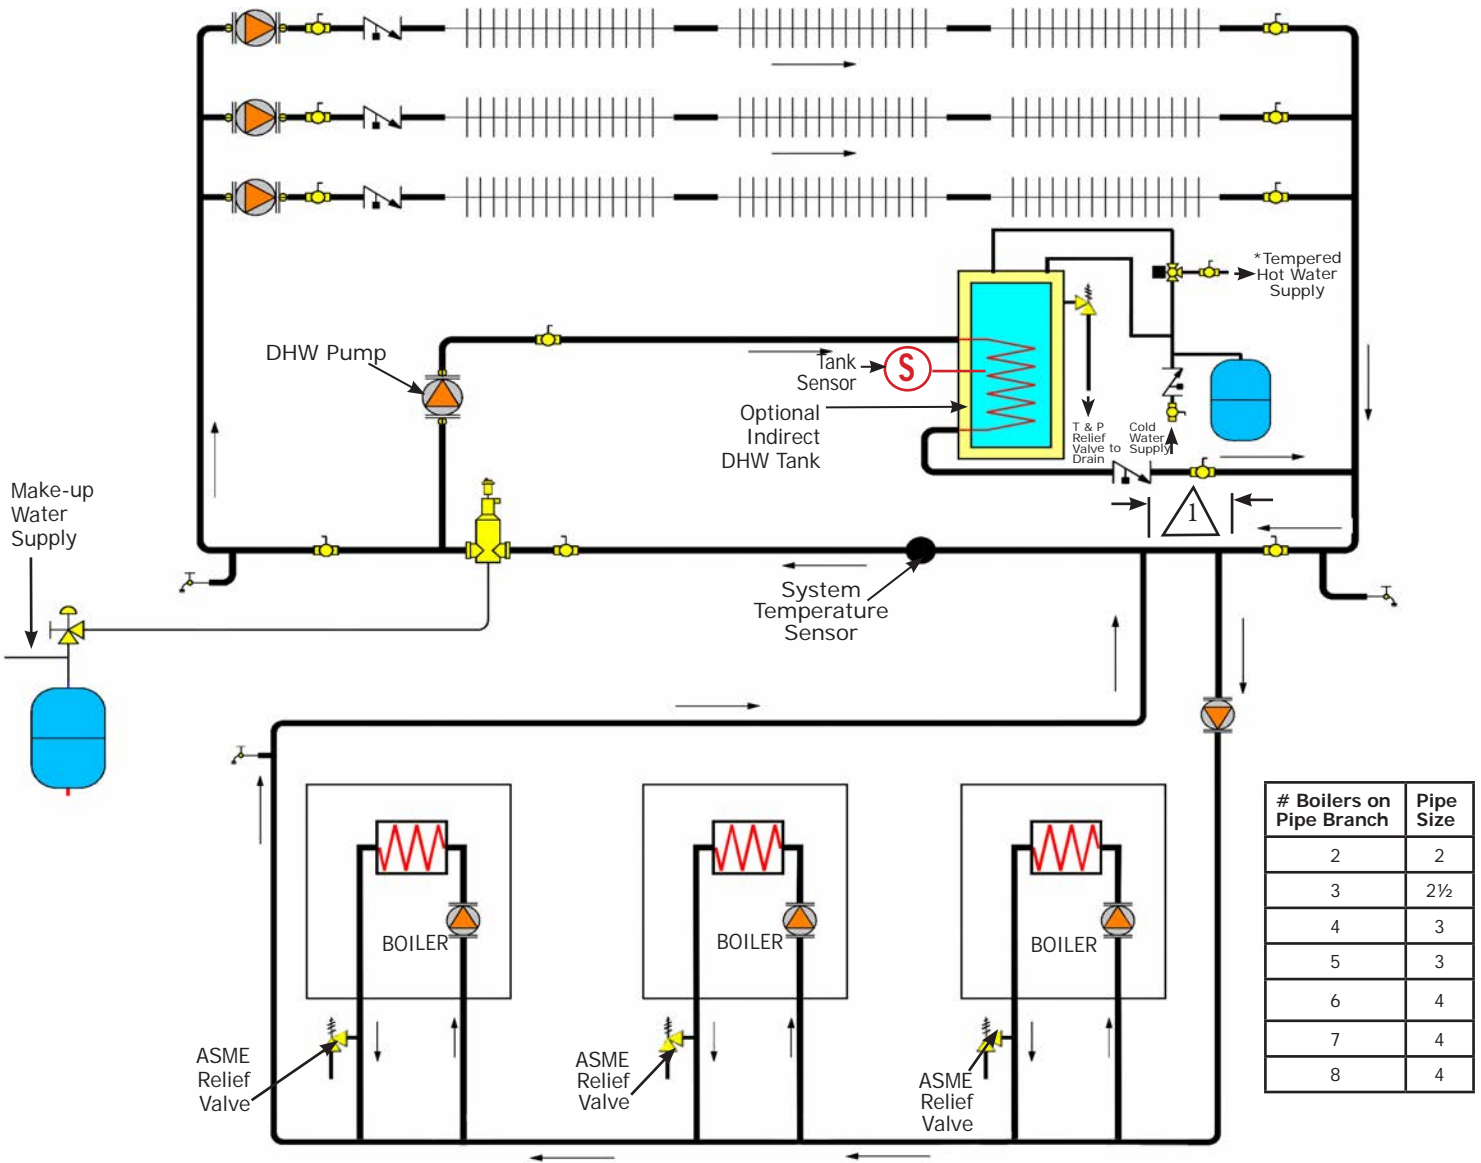 *Tempered
Hot Water
Supply
DHW Pump
Tank
Sensor
S
Optional
Indirect
DHW Tank
T & P
Relief
Valve to
Drain
Cold
Water
Supply
1
Make-up
Water
Supply
System
Temperature
Sensor
BOILER
BOILER
BOILER
ASME
Relief
Valve
ASME
Relief
Valve
ASME
Relief
Valve
# Boilers on Pipe
Pipe Branch Size
2 2
3 2½
4 3
5 3
6 4
7 4
8 4